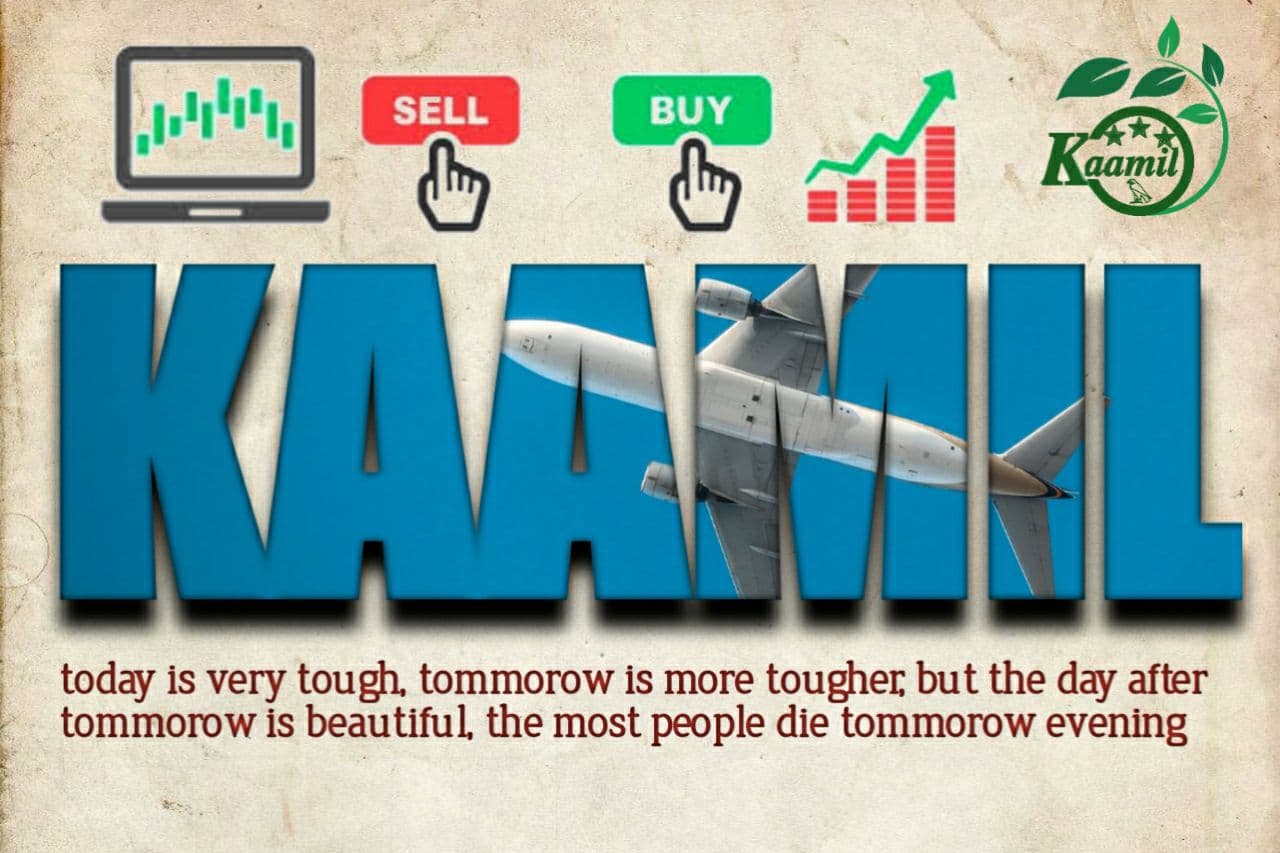 SELL
BUY
Kaamil
KAAMIL
today is very tough, tommorow is more tougher, but the day after
tommorow is beautiful, the most people die tommorow evening